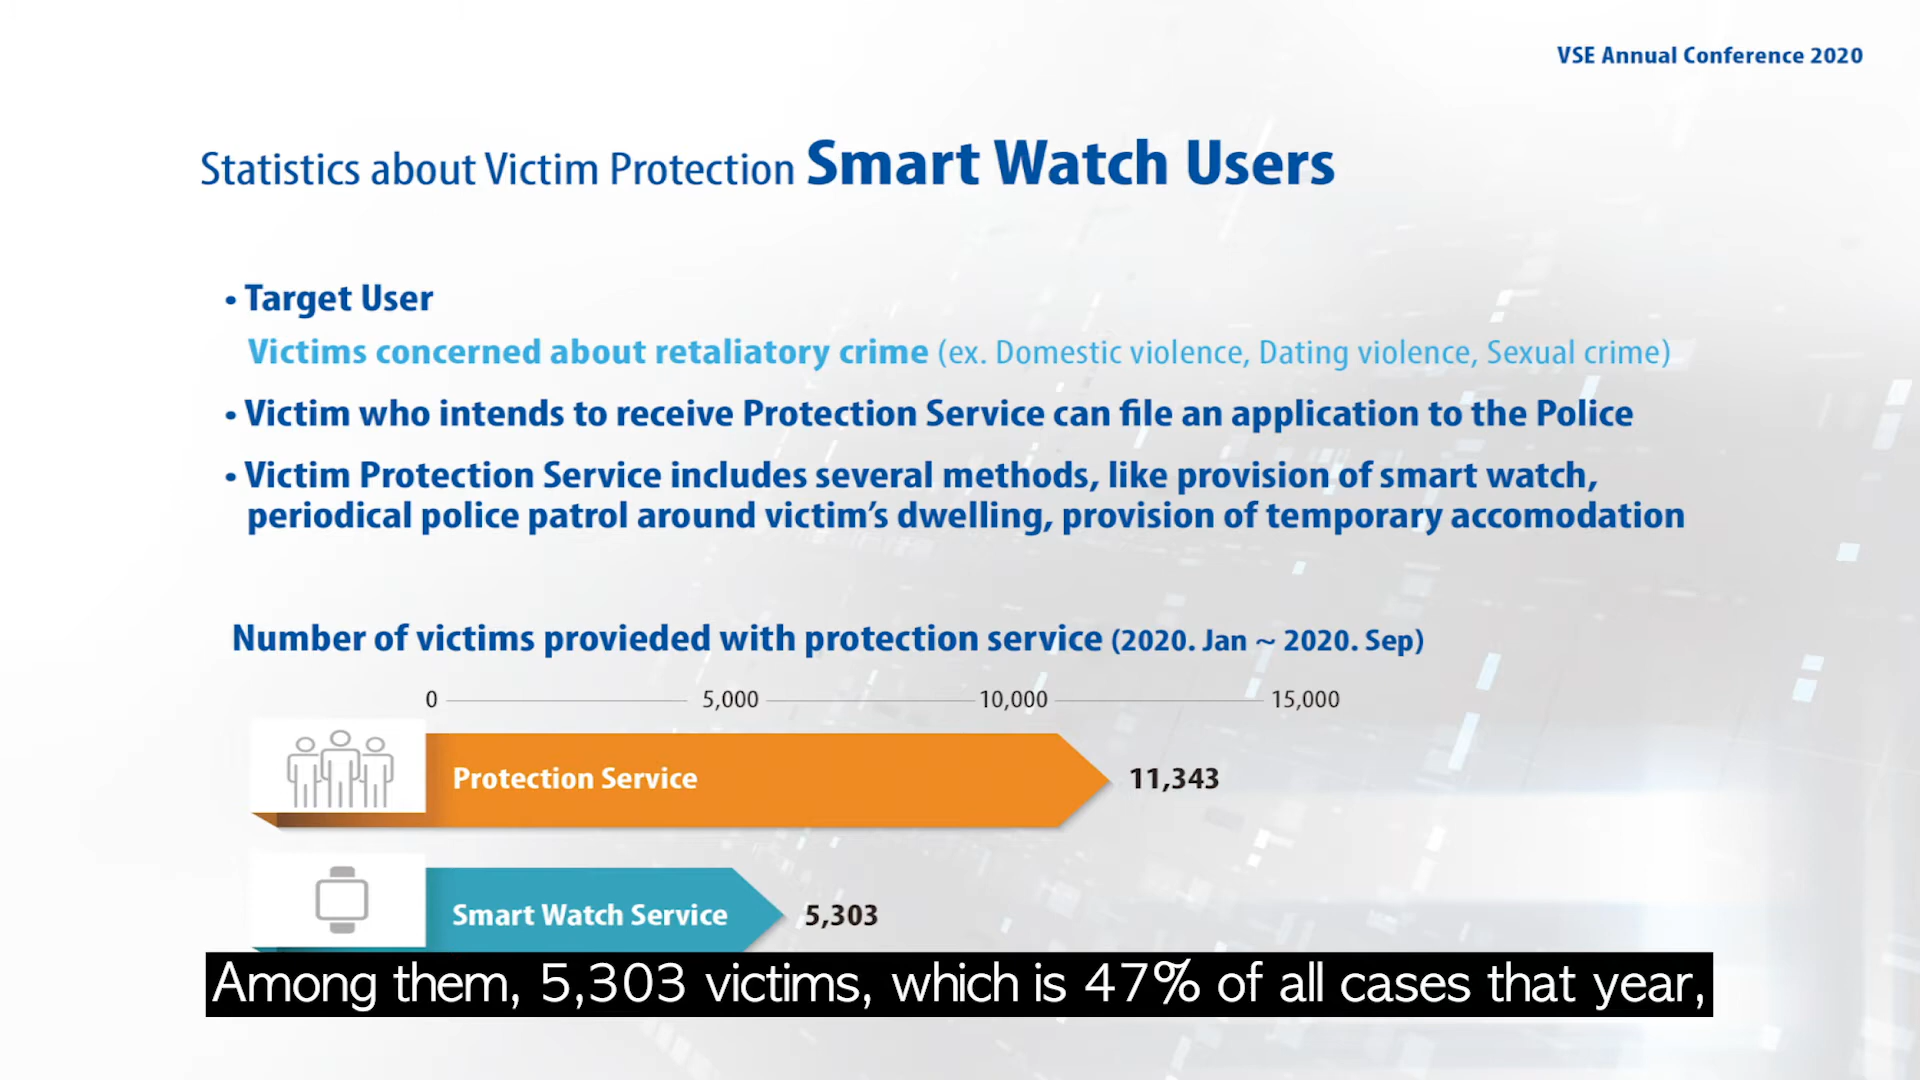 VSE Annual Conference 2020
Statistics about Victim Protection Smart Watch Users
• Target User
Victims concerned about retaliatory crime (ex. Domestic violence, Dating violence, Sexual crime)
• Victim who intends to receive Protection Service can file an application to the Police
• Victim Protection Service includes several methods, like provision of smart watch,
periodical police patrol around victim's dwelling, provision of temporary accomodation
Number of victims provieded with protection service (2020. Jan ~ 2020. Sep)
0 5,000 10,000 15,000
Protection Service 11,343
Smart Watch Service 5,303
Among them, 5,303 victims, which is 47% of all cases that year,